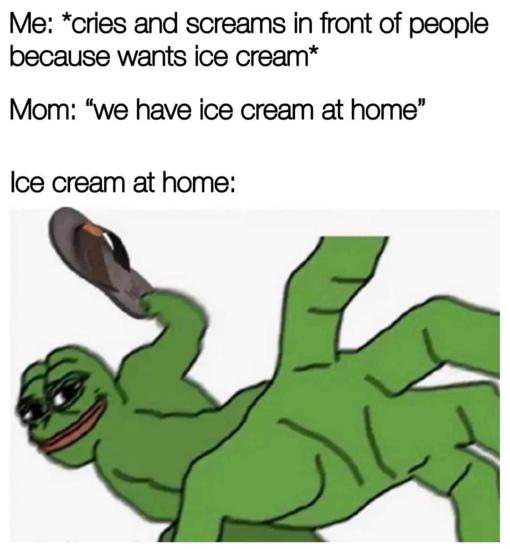 Me: *cries and screams in front of people
because wants ice cream*
Mom: “we have ice cream at home”
Ice cream at home: